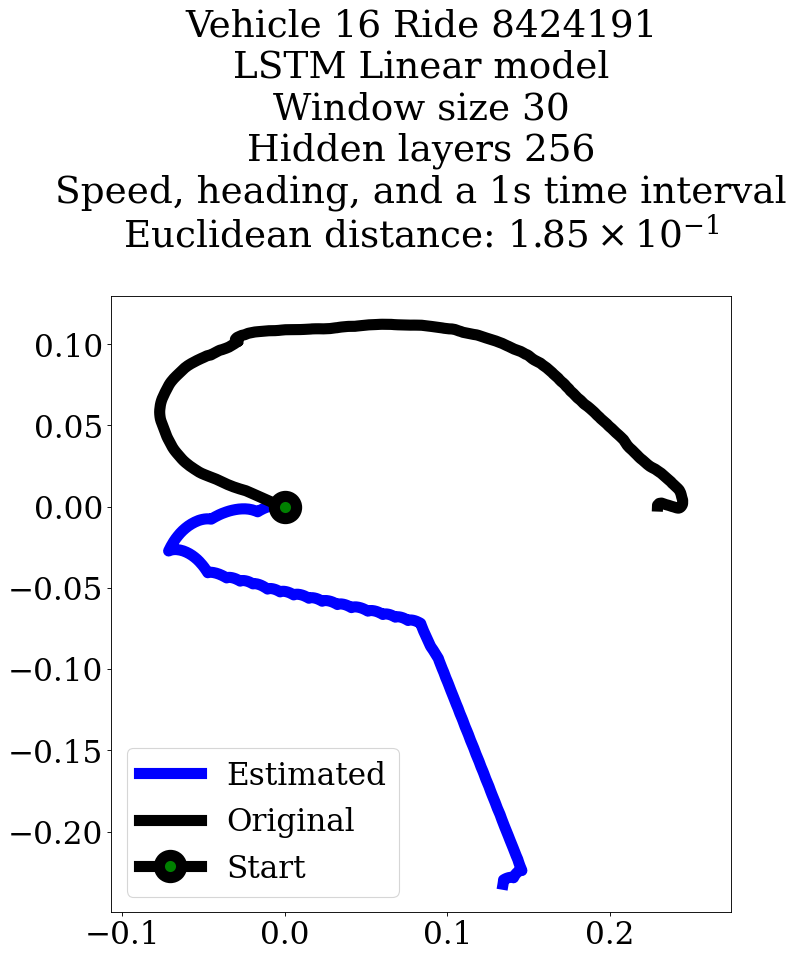 Vehicle 16 Ride 8424191
LSTM Linear model
Window size 30
Hidden layers 256
Speed, heading, and a 1s time interval
Euclidean distance: 1.85 × 10⁻¹
0.10
0.05
0.00
−0.05
−0.10
−0.15
−0.20
Estimated
Original
Start
−0.1
0.0
0.1
0.2